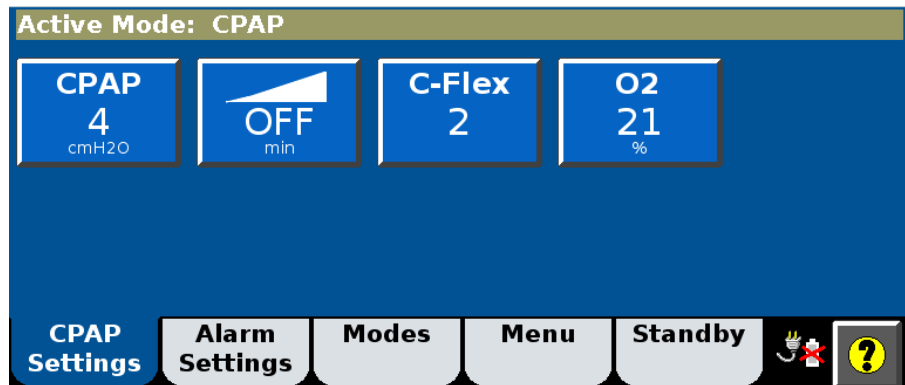 Active Mode: CPAP
CPAP
4
cmH2O
OFF
min
C-Flex
2
O2
21
%
CPAP
Settings
Alarm
Settings
Modes
Menu
Standby
?